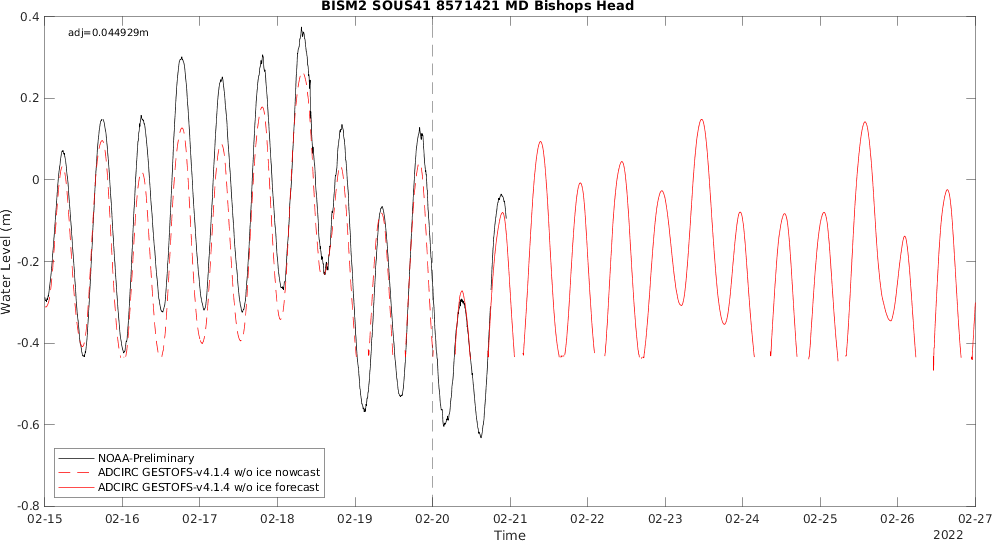 BISM2 SOUS41 8571421 MD Bishops Head
adj=0.044929m
0.4
0.2
0
-0.2
-0.4
-0.6
-0.8
Water Level (m)
NOAA-Preliminary
ADCIRC GESTOFS-v4.1.4 w/o ice nowcast
ADCIRC GESTOFS-v4.1.4 w/o ice forecast
02-15 02-16 02-17 02-18 02-19 02-20 02-21 02-22 02-23 02-24 02-25 02-26 02-27
Time
2022